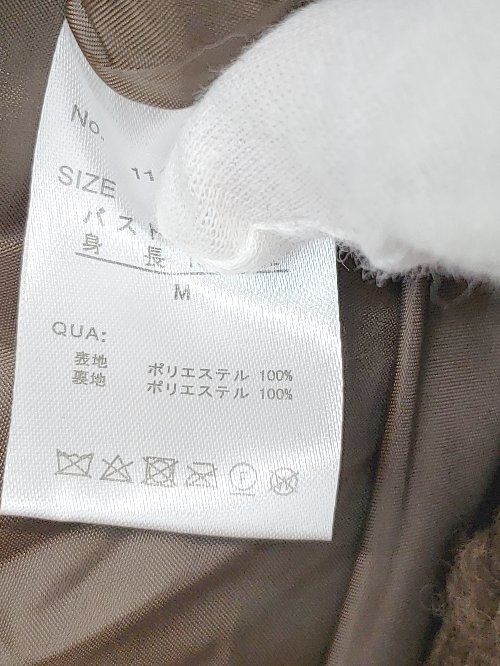 No.
SIZE
バスト
身長
M
QUA:
表地 ポリエステル 100%
裏地 ポリエステル 100%